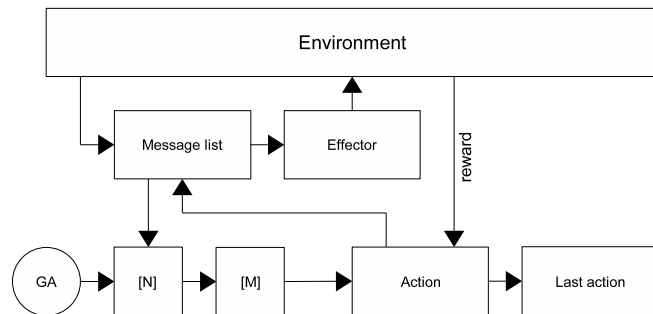 Environment
Message list
Effector
reward
GA
[N]
[M]
Action
Last action